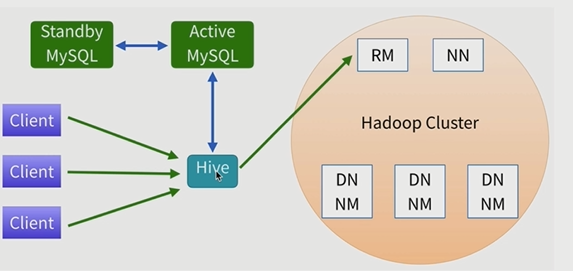 Standby
MySQL
Active
MySQL
RM
NN
Client
Hadoop Cluster
Client
Hive
DN
NM
DN
NM
DN
NM
Client